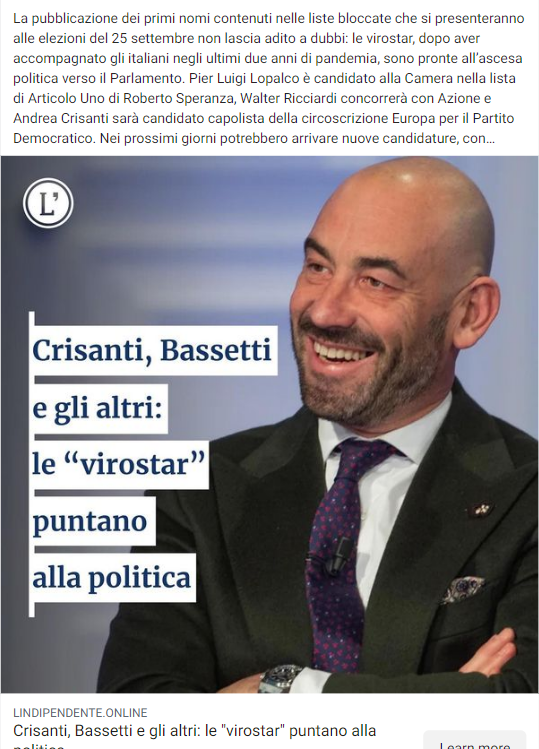 La pubblicazione dei primi nomi contenuti nelle liste bloccate che si presenteranno
alle elezioni del 25 settembre non lascia adito a dubbi: le virostar, dopo aver
accompagnato gli italiani negli ultimi due anni di pandemia, sono pronte all'ascesa
politica verso il Parlamento. Pier Luigi Lopalco è candidato alla Camera nella lista
di Articolo Uno di Roberto Speranza, Walter Ricciardi concorrerà con Azione e
Andrea Crisanti sarà candidato capolista della circoscrizione Europa per il Partito
Democratico. Nei prossimi giorni potrebbero arrivare nuove candidature, con...
L'
Crisanti, Bassetti
e gli altri:
le “virostar”
puntano
alla politica
LINDIPENDENTE.ONLINE
Crisanti, Bassetti e gli altri: le "virostar" puntano alla
politica
Learn more